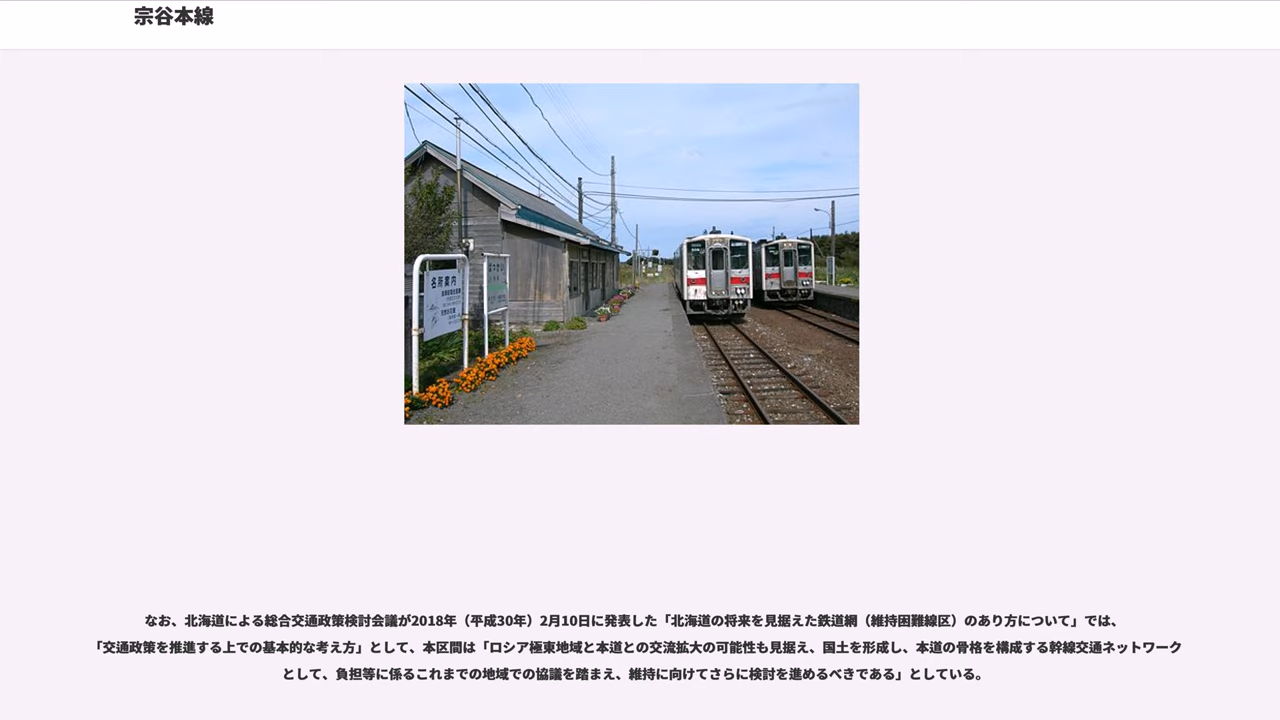 宗谷本線
名所案内
なお、北海道による総合交通政策検討会議が2018年（平成30年）2月10日に発表した「北海道の将来を見据えた鉄道網（維持困難線区）のあり方について」では、
「交通政策を推進する上での基本的な考え方」として、本区間は「ロシア極東地域と本道との交流拡大の可能性も見据え、国土を形成し、本道の骨格を構成する幹線交通ネットワーク
として、負担等に係るこれまでの地域での協議を踏まえ、維持に向けてさらに検討を進めるべきである」としている。